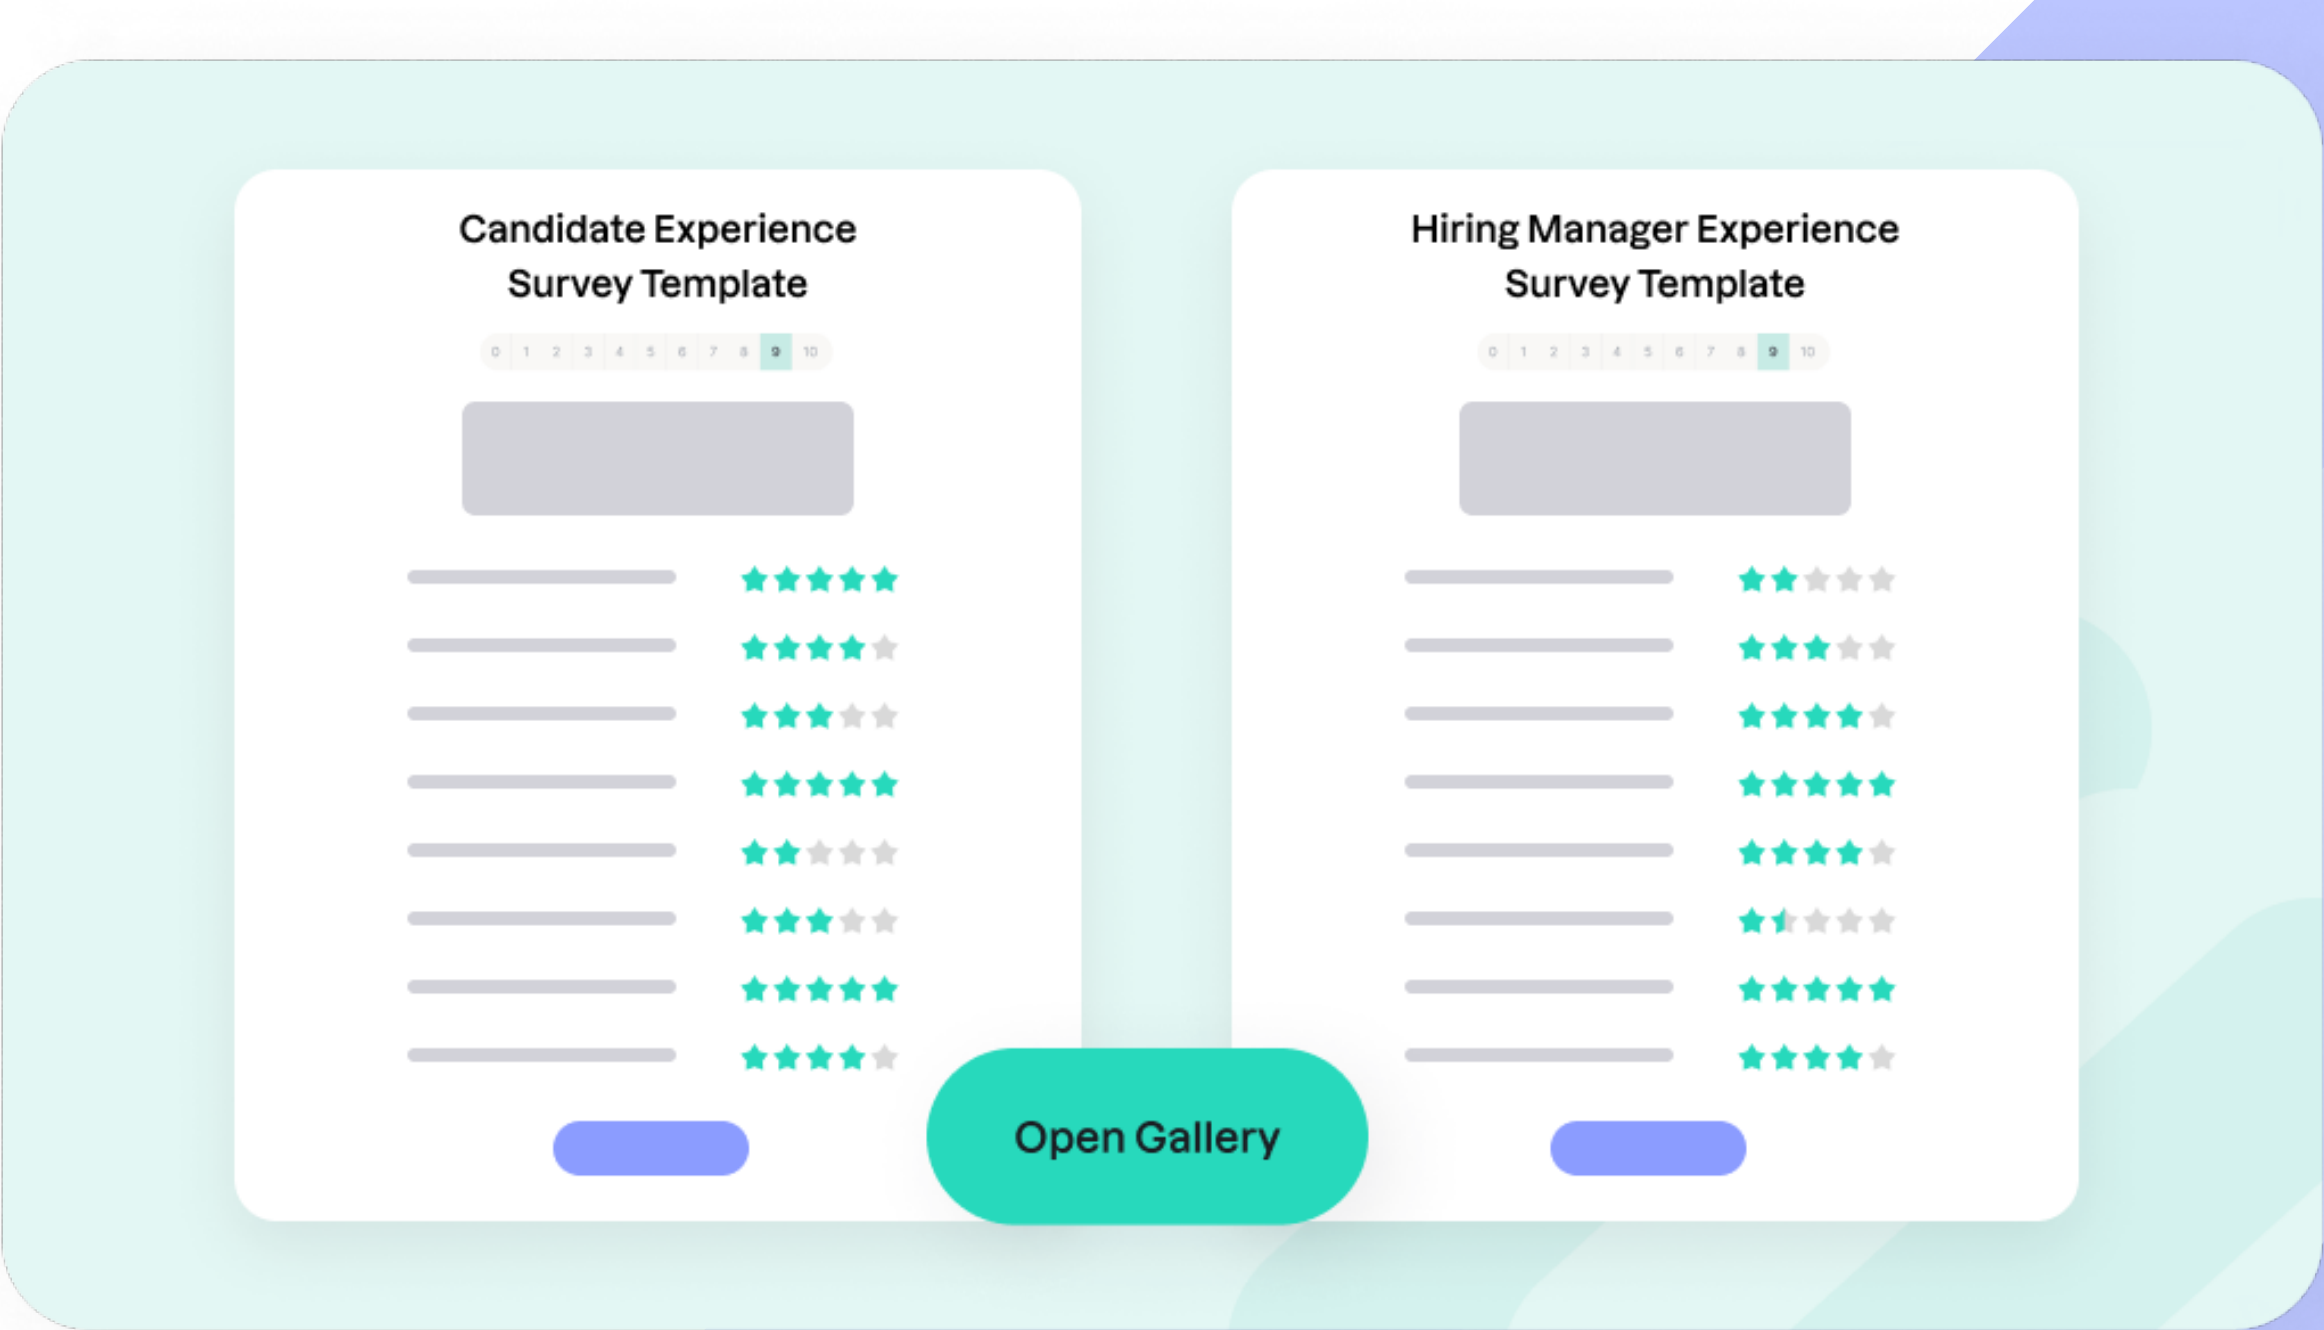 Candidate Experience
Survey Template
0 1 2 3 4 5 6 7 8 9 10
Hiring Manager Experience
Survey Template
0 1 2 3 4 5 6 7 8 9 10
Open Gallery